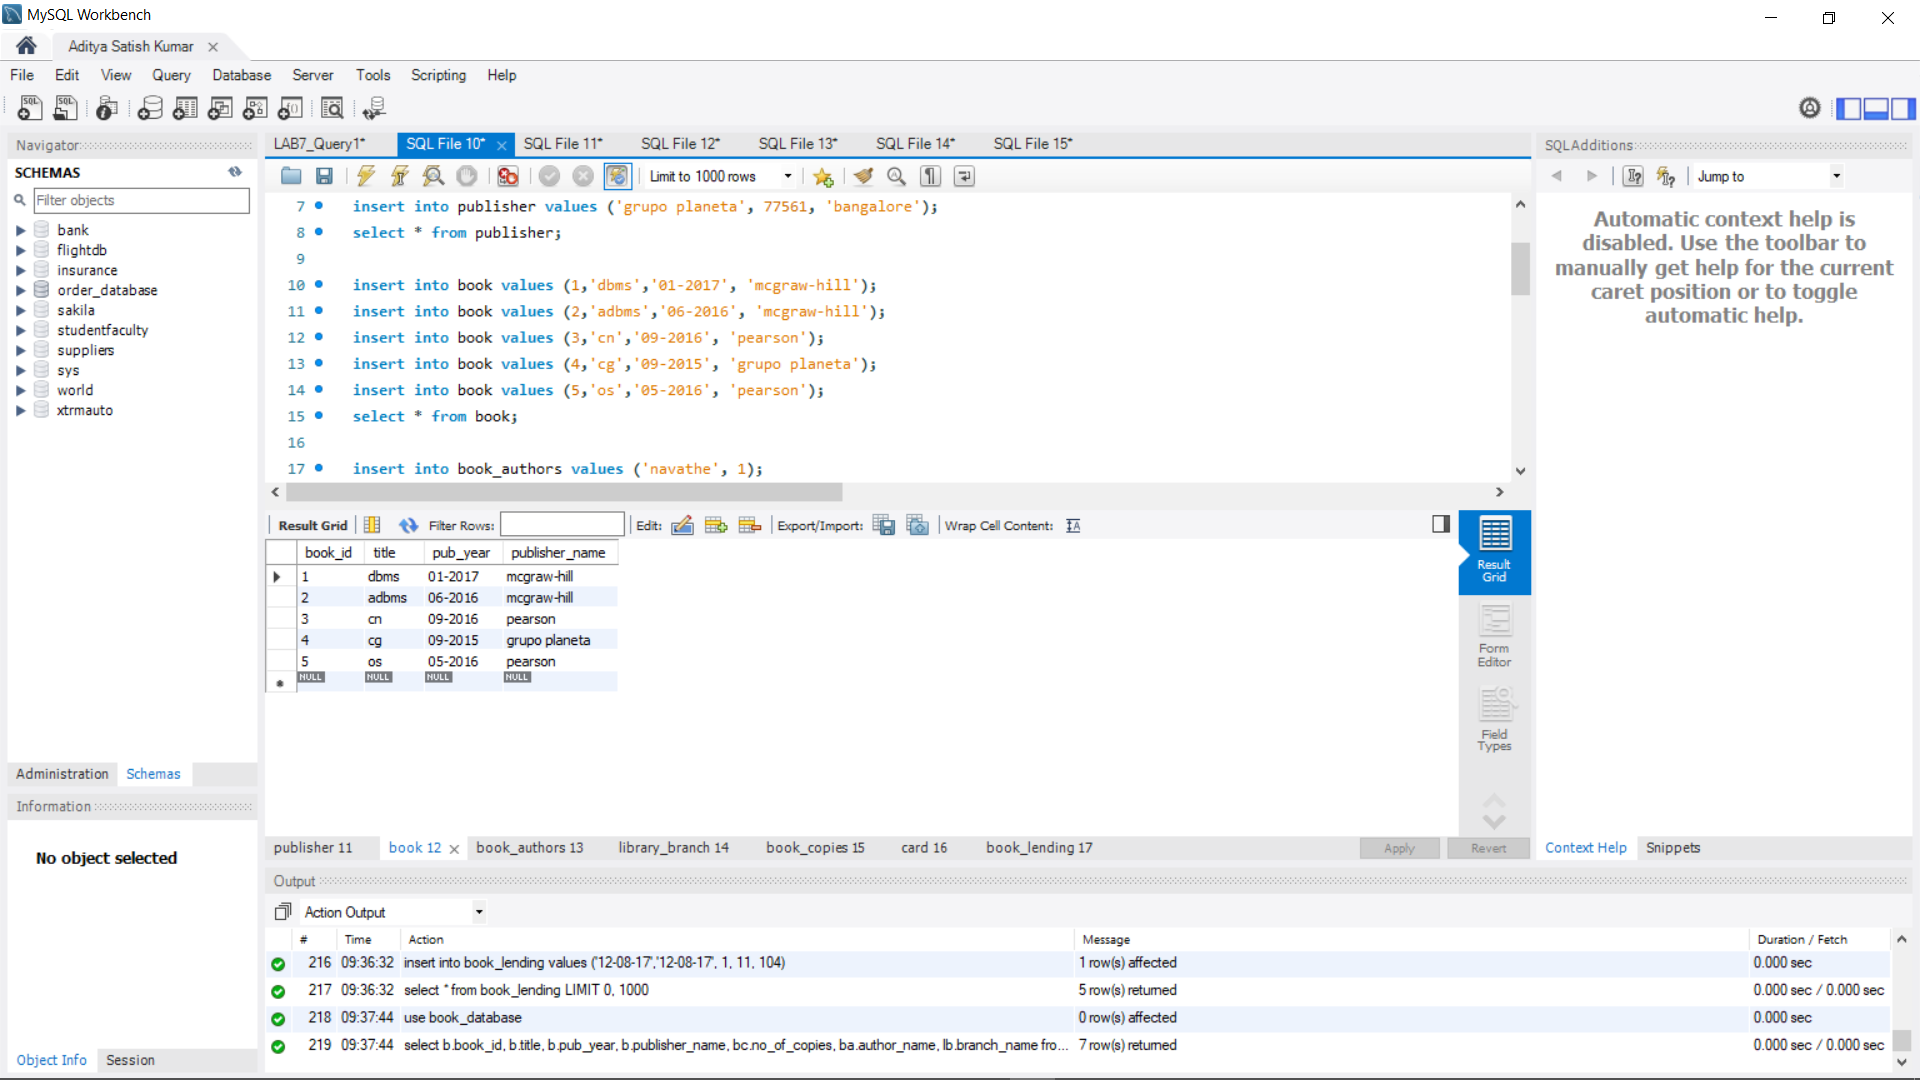 MySQL Workbench
Aditya Satish Kumar
File Edit View Query Database Server Tools Scripting Help
Navigator
SCHEMAS
Filter objects
bank
flightdb
insurance
order_database
sakila
studentfaculty
suppliers
sys
world
xtrmauto
Administration Schemas
Information
No object selected
Object Info Session
LAB7_Query1* SQL File 10* SQL File 11* SQL File 12* SQL File 13* SQL File 14* SQL File 15*
Limit to 1000 rows
7 insert into publisher values ('grupo planeta', 77561, 'bangalore');
8 select * from publisher;
9
10 insert into book values (1,'dbms','01-2017', 'mcgraw-hill');
11 insert into book values (2,'adbms','06-2016', 'mcgraw-hill');
12 insert into book values (3,'cn','09-2016', 'pearson');
13 insert into book values (4,'cg','09-2015', 'grupo planeta');
14 insert into book values (5,'os','05-2016', 'pearson');
15 select * from book;
16
17 insert into book_authors values ('navathe', 1);
Result Grid Filter Rows: Edit: Export/Import: Wrap Cell Content:
book_id title pub_year publisher_name
1 dbms 01-2017 mcgraw-hill
2 adbms 06-2016 mcgraw-hill
3 cn 09-2016 pearson
4 cg 09-2015 grupo planeta
5 os 05-2016 pearson
NULL NULL NULL NULL
Result
Grid
Form
Editor
Field
Types
publisher 11 book 12 book_authors 13 library_branch 14 book_copies 15 card 16 book_lending 17 Apply Revert
SQLAdditions
Jump to
Automatic context help is
disabled. Use the toolbar to
manually get help for the current
caret position or to toggle
automatic help.
Context Help Snippets
Output
Action Output
# Time Action Message Duration / Fetch
216 09:36:32 insert into book_lending values ('12-08-17','12-08-17', 1, 11, 104) 1 row(s) affected 0.000 sec
217 09:36:32 select * from book_lending LIMIT 0, 1000 5 row(s) returned 0.000 sec / 0.000 sec
218 09:37:44 use book_database 0 row(s) affected 0.000 sec
219 09:37:44 select b.book_id, b.title, b.pub_year, b.publisher_name, bc.no_of_copies, ba.author_name, lb.branch_name fro... 7 row(s) returned 0.000 sec / 0.000 sec